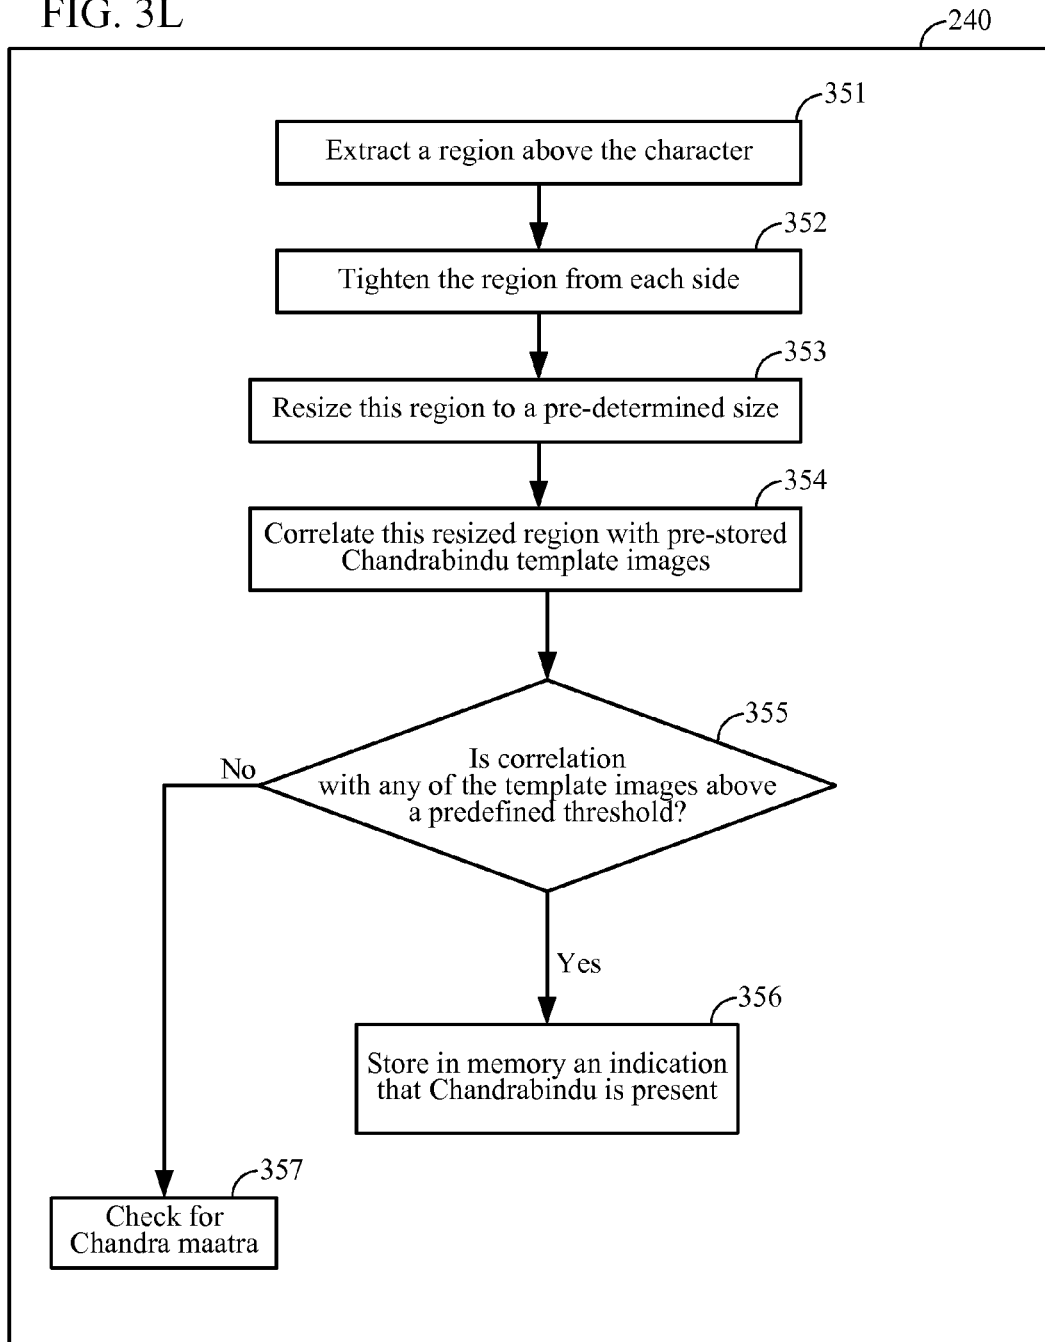 FIG. 3L
240
351
Extract a region above the character
352
Tighten the region from each side
353
Resize this region to a pre-determined size
354
Correlate this resized region with pre-stored
Chandrabindu template images
355
Is correlation
with any of the template images above
a predefined threshold?
No
Yes
356
Store in memory an indication
that Chandrabindu is present
357
Check for
Chandra maatra